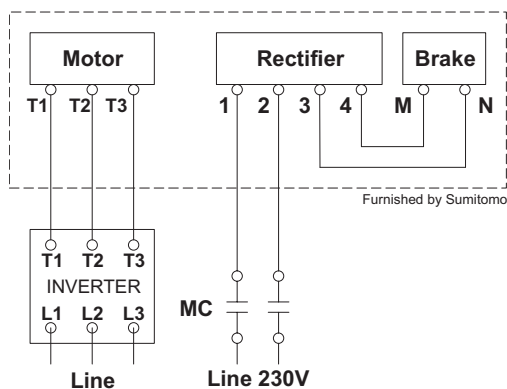 Motor Rectifier Brake
T1 T2 T3 1 2 3 4 M N
Furnished by Sumitomo
T1 T2 T3
INVERTER
L1 L2 L3 MC
Line Line 230V